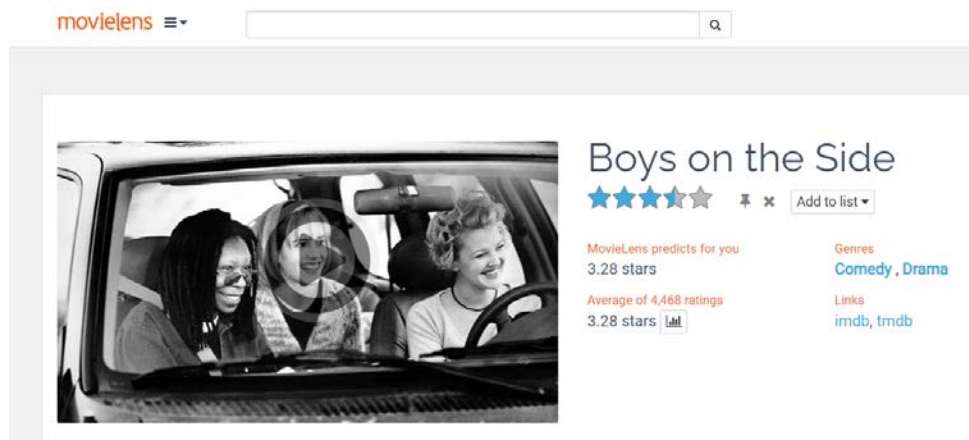 movielens
Boys on the Side
Add to list
MovieLens predicts for you
3.28 stars
Genres
Comedy , Drama
Average of 4,468 ratings
3.28 stars
Links
imdb, tmdb